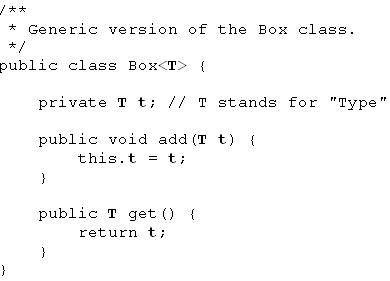 /**
 * Generic version of the Box class.
 */
public class Box<T> {
    private T t; // T stands for "Type"
    public void add(T t) {
        this.t = t;
    }
    public T get() {
        return t;
    }
}